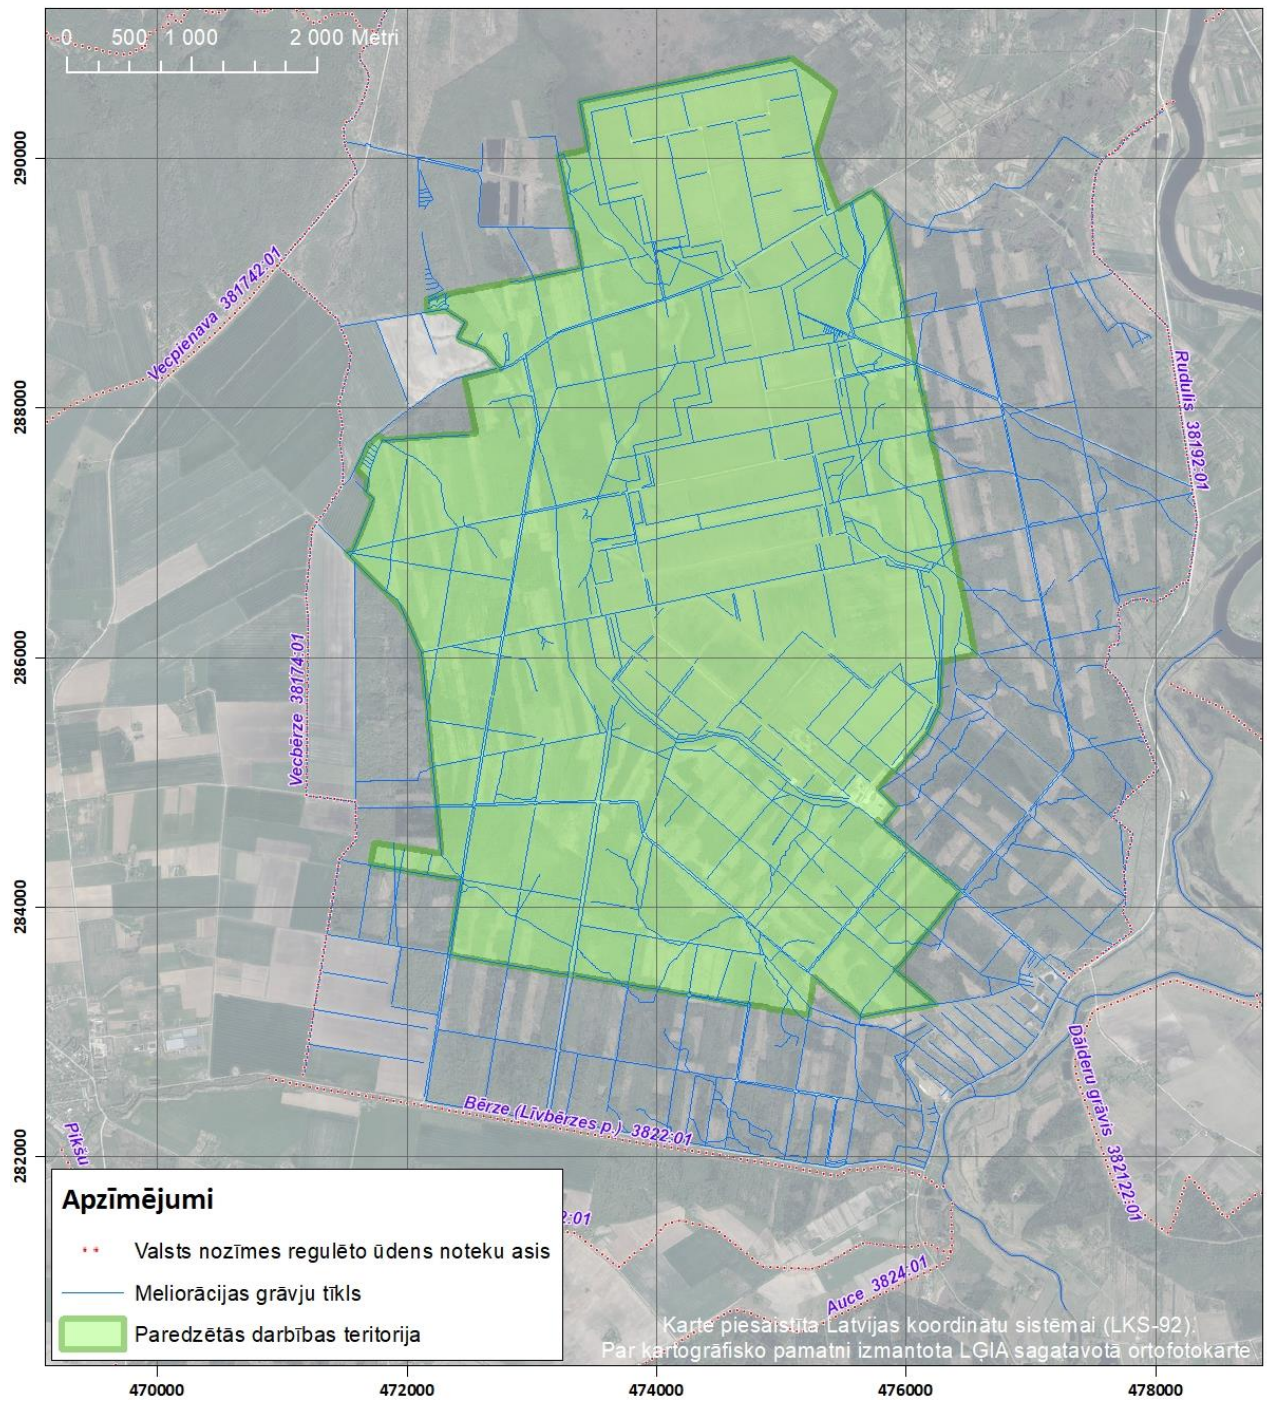 0 500 1 000 2 000 Metri
290000
288000
286000
284000
282000
Vecpienava 381742:01
Rudulis 38192:01
Vecbērze 38174:01
Bērze (Līvbērzes p.) 3822:01
Dālderu grāvis 382122:01
Pikšu
2:01
Auce 3824:01
Apzīmējumi
Valsts nozīmes regulēto ūdens noteku asis
Meliorācijas grāvju tīkls
Paredzētās darbības teritorija
Karte piesaistīta Latvijas koordinātu sistēmai (LKS-92).
Par kartogrāfisko pamatni izmantota LĢIA sagatavotā ortofotokarte
470000 472000 474000 476000 478000